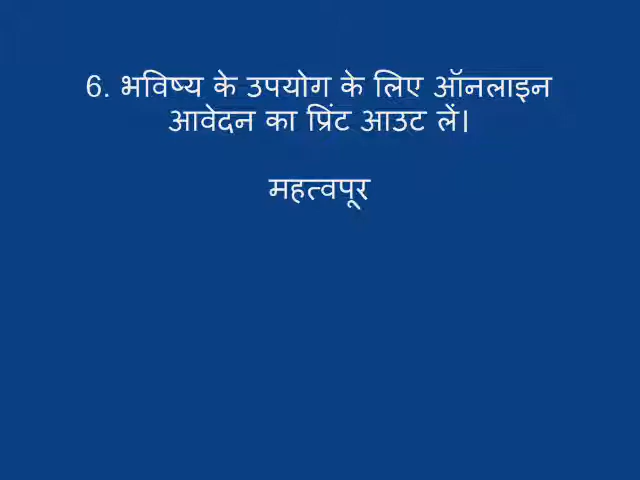 6. भविष्य के उपयोग के लिए ऑनलाइन
आवेदन का प्रिंट आउट लें।
महत्वपूर